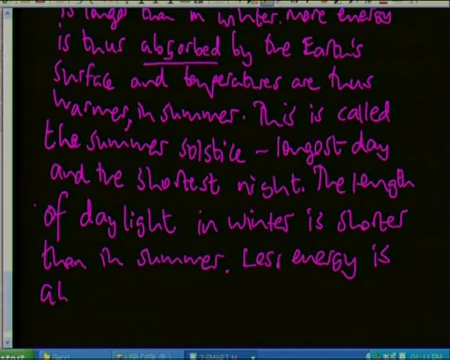 is longer than in winter. More energy
is thus absorbed by the Earth's
surface and temperatures are thus
warmer, in summer. This is called
the summer solstice - longest day
and the shortest night. The length
of daylight in winter is shorter
than in summer. Less energy is
ab
start